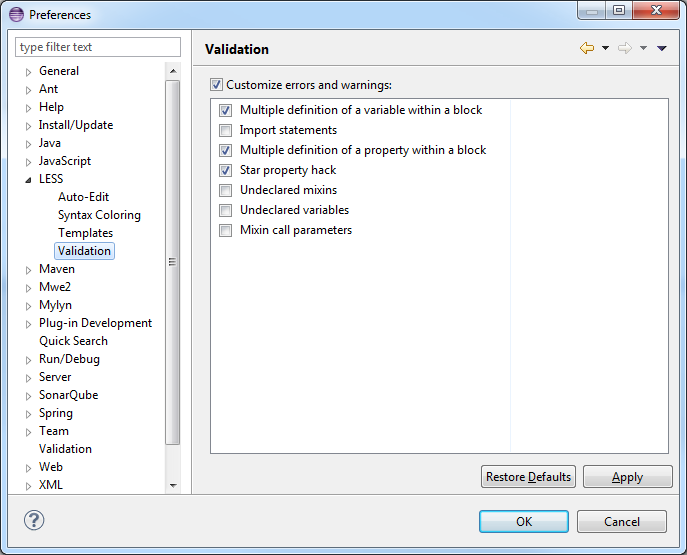 Preferences
type filter text
General
Ant
Help
Install/Update
Java
JavaScript
LESS
Auto-Edit
Syntax Coloring
Templates
Validation
Maven
Mwe2
Mylyn
Plug-in Development
Quick Search
Run/Debug
Server
SonarQube
Spring
Team
Validation
Web
XML
Validation
Customize errors and warnings:
Multiple definition of a variable within a block
Import statements
Multiple definition of a property within a block
Star property hack
Undeclared mixins
Undeclared variables
Mixin call parameters
Restore Defaults
Apply
OK
Cancel